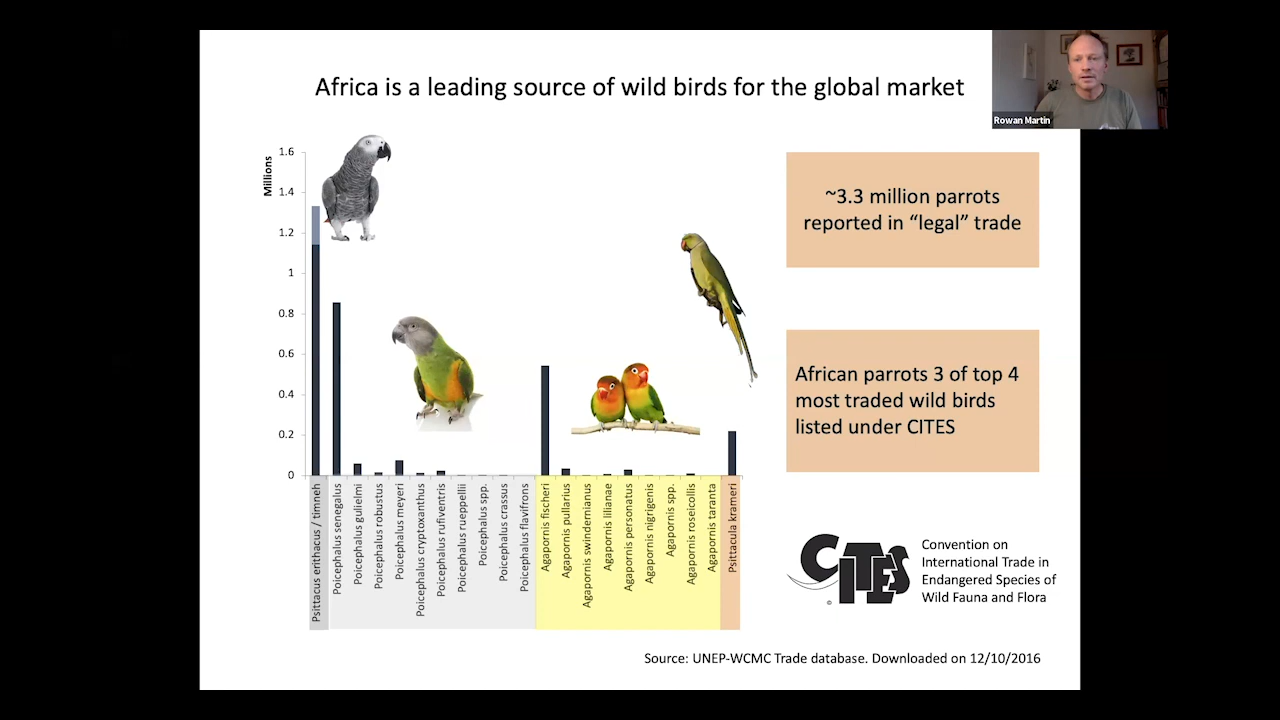 Africa is a leading source of wild birds for the global market
Rowan Martin
Millions
1.6
1.4
1.2
1
0.8
0.6
0.4
0.2
0
Psittacus erithacus / timneh
Poicephalus senegalus
Poicephalus gulielmi
Poicephalus robustus
Poicephalus meyeri
Poicephalus cryptoxanthus
Poicephalus rufiventris
Poicephalus rueppellii
Poicephalus spp.
Poicephalus crassus
Poicephalus flavifrons
Agapornis fischeri
Agapornis pullarius
Agapornis swindernianus
Agapornis lilianae
Agapornis personatus
Agapornis nigrigenis
Agapornis spp.
Agapornis roseicollis
Agapornis taranta
Psittacula krameri
~3.3 million parrots
reported in “legal” trade
African parrots 3 of top 4
most traded wild birds
listed under CITES
CITES
®
Convention on
International Trade in
Endangered Species of
Wild Fauna and Flora
Source: UNEP-WCMC Trade database. Downloaded on 12/10/2016